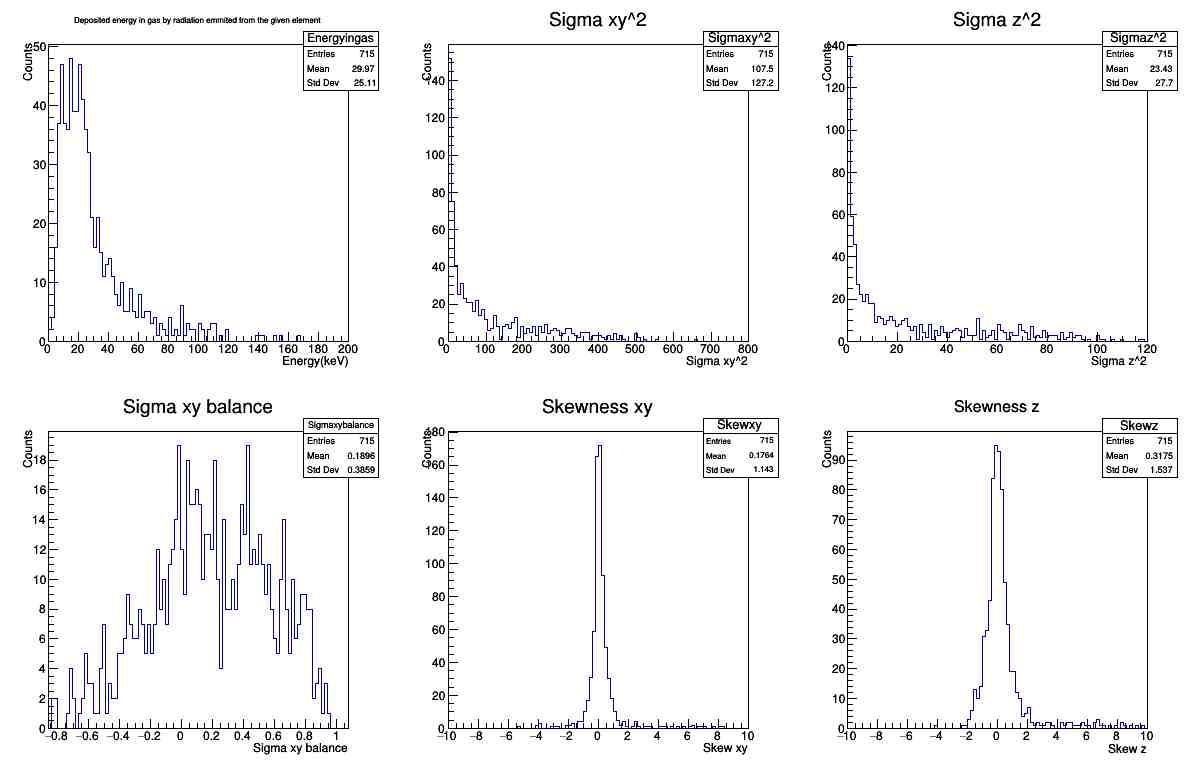 Deposited energy in gas by radiation emmited from the given element
Energyingas
Entries 715
Mean 29.97
Std Dev 25.11
Counts
50
40
30
20
10
0
0 20 40 60 80 100 120 140 160 180 200
Energy(keV)
Sigma xy^2
Sigmaxy^2
Entries 715
Mean 107.5
Std Dev 127.2
Counts
140
120
100
80
60
40
20
0
0 100 200 300 400 500 600 700 800
Sigma xy^2
Sigma z^2
Sigmaz^2
Entries 715
Mean 23.43
Std Dev 27.7
Counts
140
120
100
80
60
40
20
0
0 20 40 60 80 100 120
Sigma z^2
Sigma xy balance
Sigmaxybalance
Entries 715
Mean 0.1896
Std Dev 0.3859
Counts
18
16
14
12
10
8
6
4
2
0
−0.8 −0.6 −0.4 −0.2 0 0.2 0.4 0.6 0.8 1
Sigma xy balance
Skewness xy
Skewxy
Entries 715
Mean 0.1764
Std Dev 1.143
Counts
180
160
140
120
100
80
60
40
20
0
−10 −8 −6 −4 −2 0 2 4 6 8 10
Skew xy
Skewness z
Skewz
Entries 715
Mean 0.3175
Std Dev 1.537
Counts
90
80
70
60
50
40
30
20
10
0
−10 −8 −6 −4 −2 0 2 4 6 8 10
Skew z